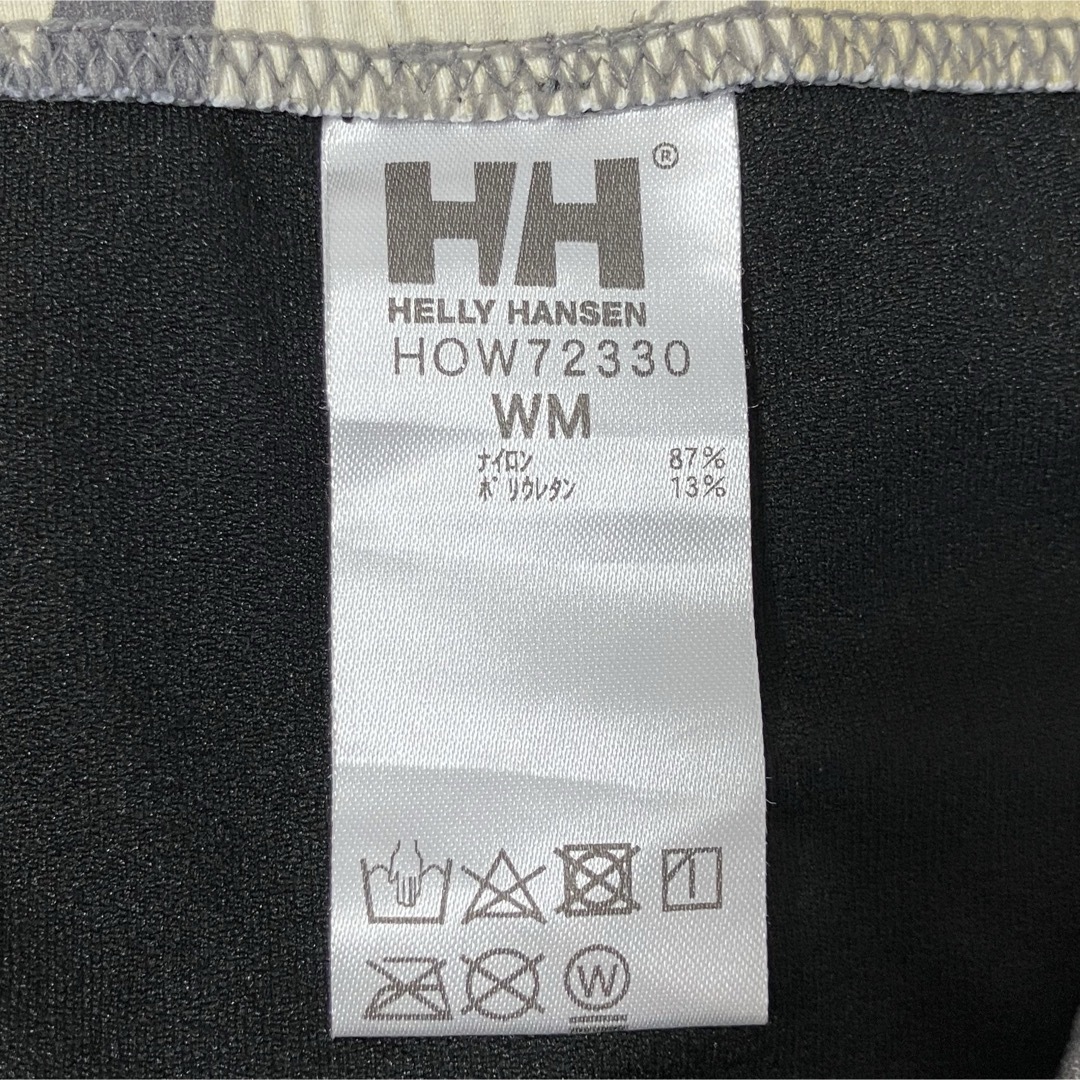 HH®
HELLY HANSEN
HOW72330
WM
ﾅｲﾛﾝ 87%
ﾎﾟﾘｳﾚﾀﾝ 13%
W